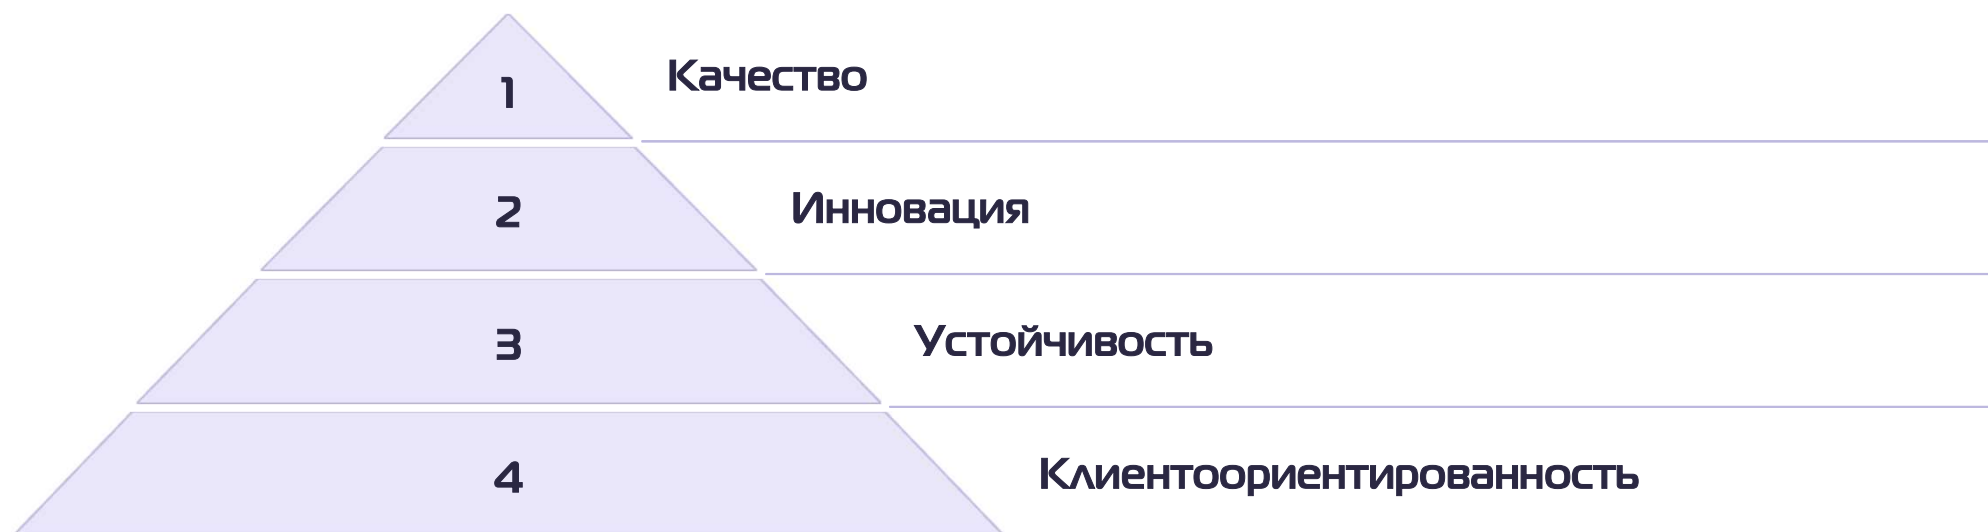 1
Качество
2
Инновация
3
Устойчивость
4
Клиентоориентированность